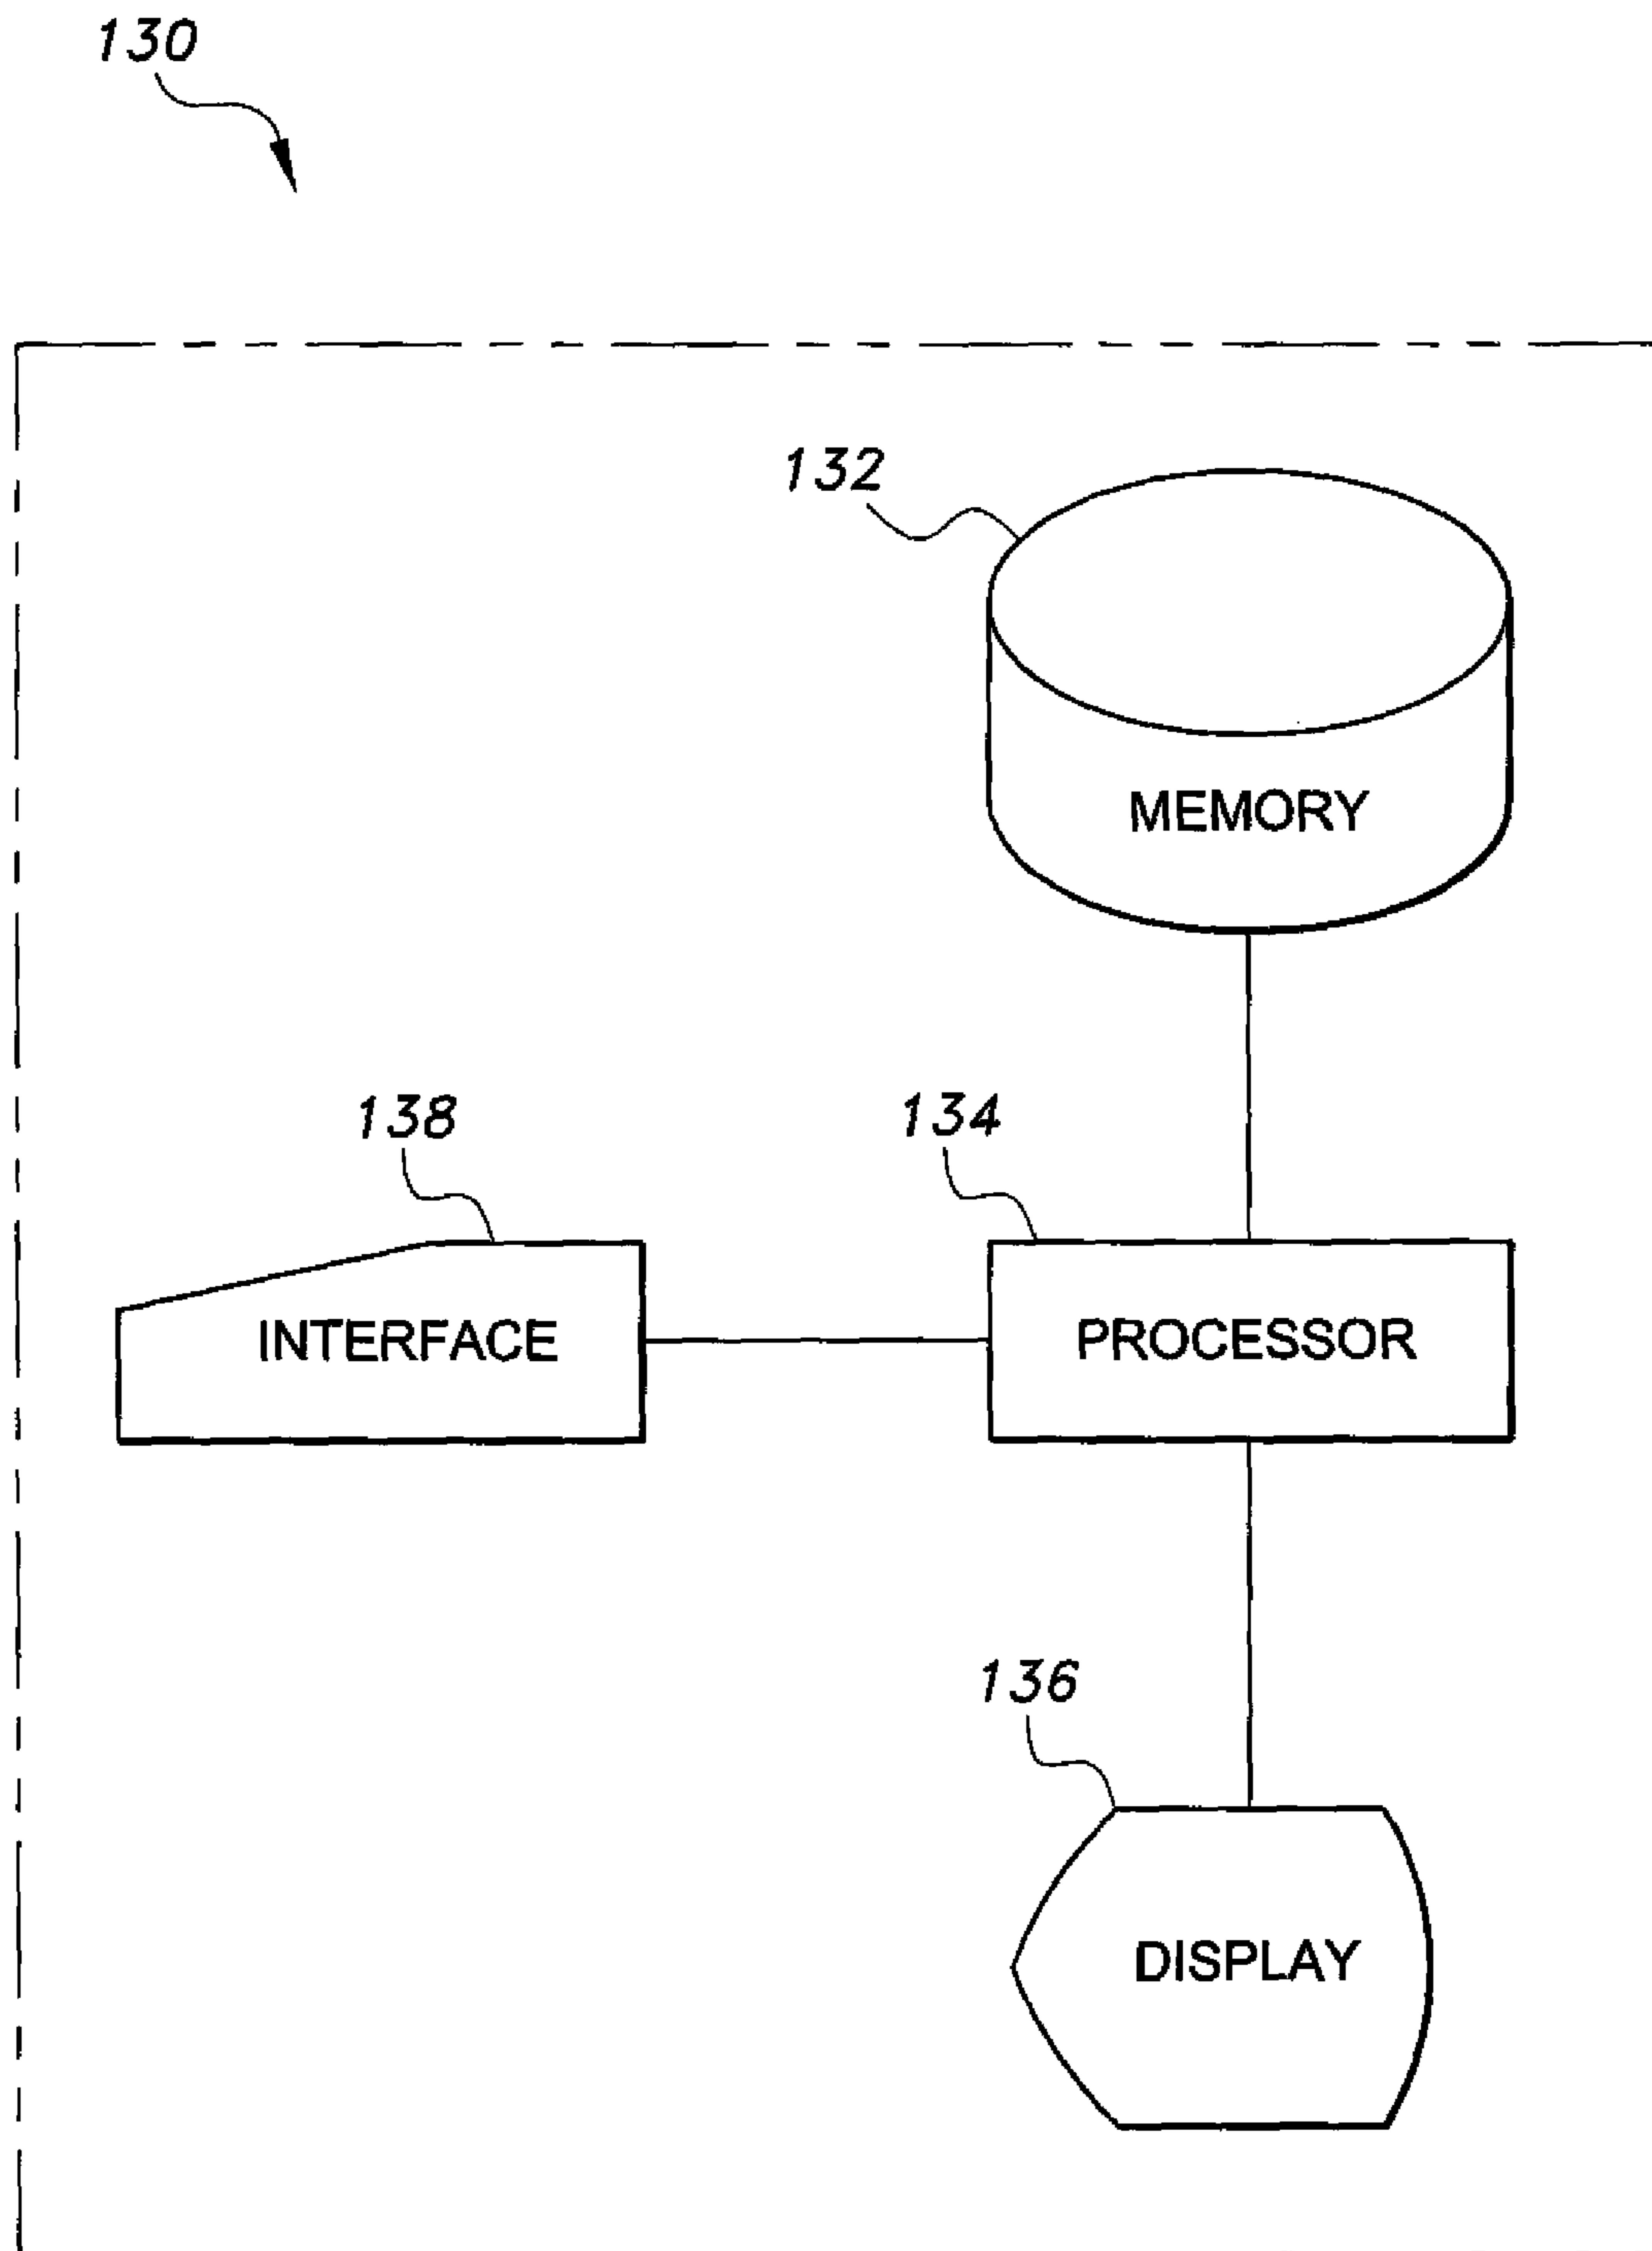 130
132
MEMORY
138
134
INTERFACE
PROCESSOR
136
DISPLAY